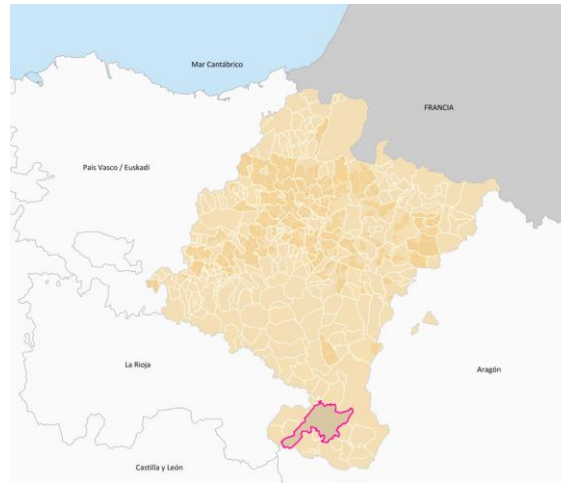 Mar Cantábrico
FRANCIA
País Vasco / Euskadi
La Rioja
Aragón
Castilla y León